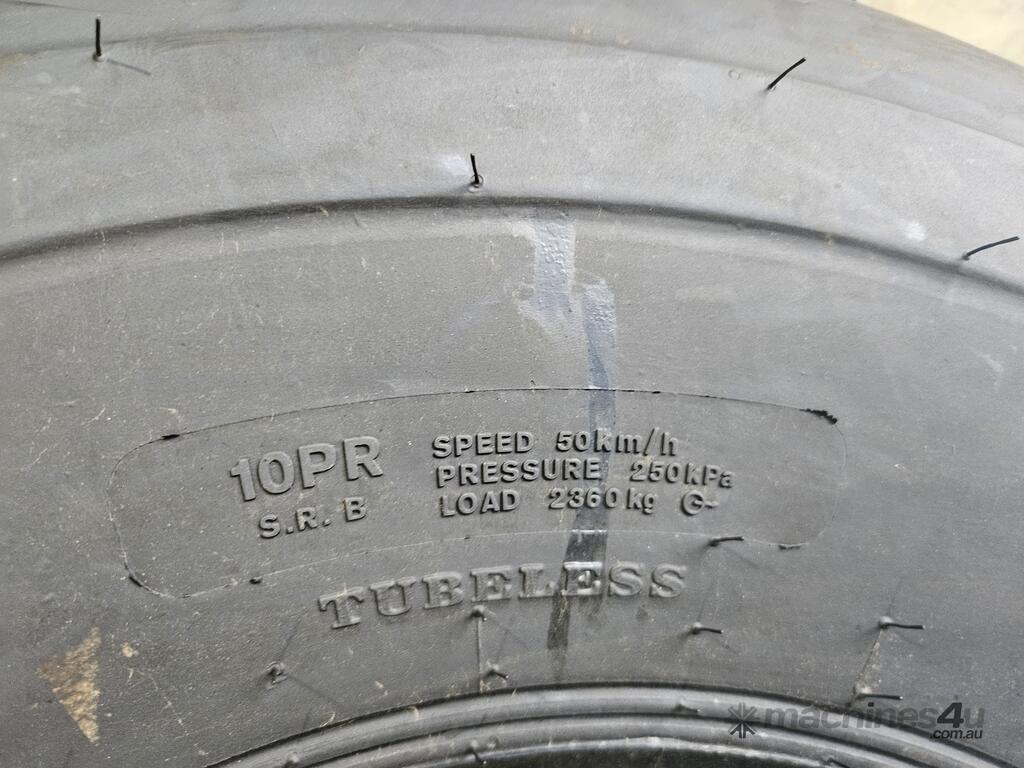 10PR
S.R. B
SPEED 50km/h
PRESSURE 250kPa
LOAD 2360kg G-
TUBELESS
machines4u
.com.au